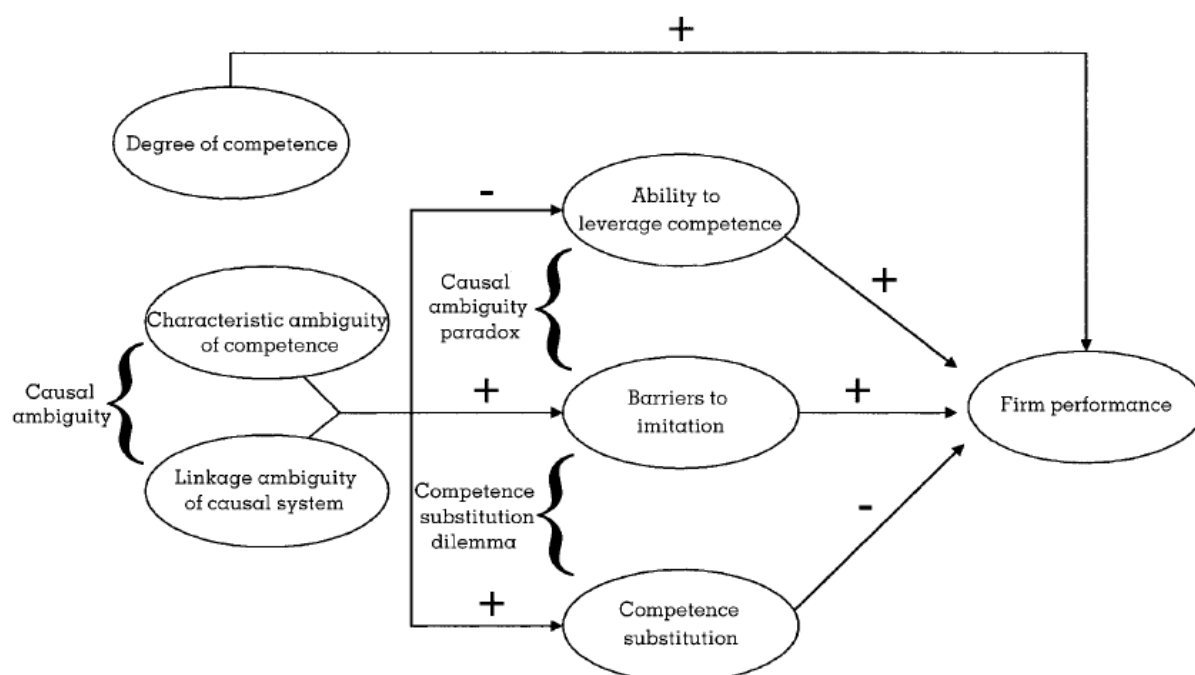 +
Degree of competence
-
Ability to
leverage competence
+
Causal
ambiguity
paradox
Characteristic ambiguity
of competence
Causal
ambiguity
+
Barriers to
imitation
+
Firm performance
Linkage ambiguity
of causal system
Competence
substitution
dilemma
-
+
Competence
substitution